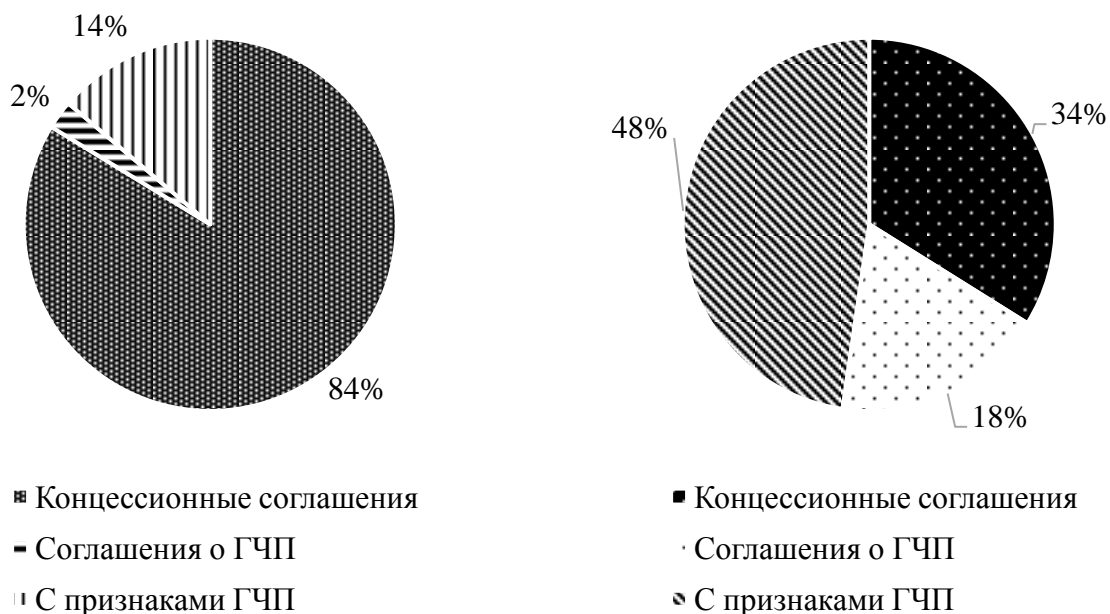 14%
2%
84%
Концессионные соглашения
Соглашения о ГЧП
С признаками ГЧП
48%
34%
18%
Концессионные соглашения
Соглашения о ГЧП
С признаками ГЧП